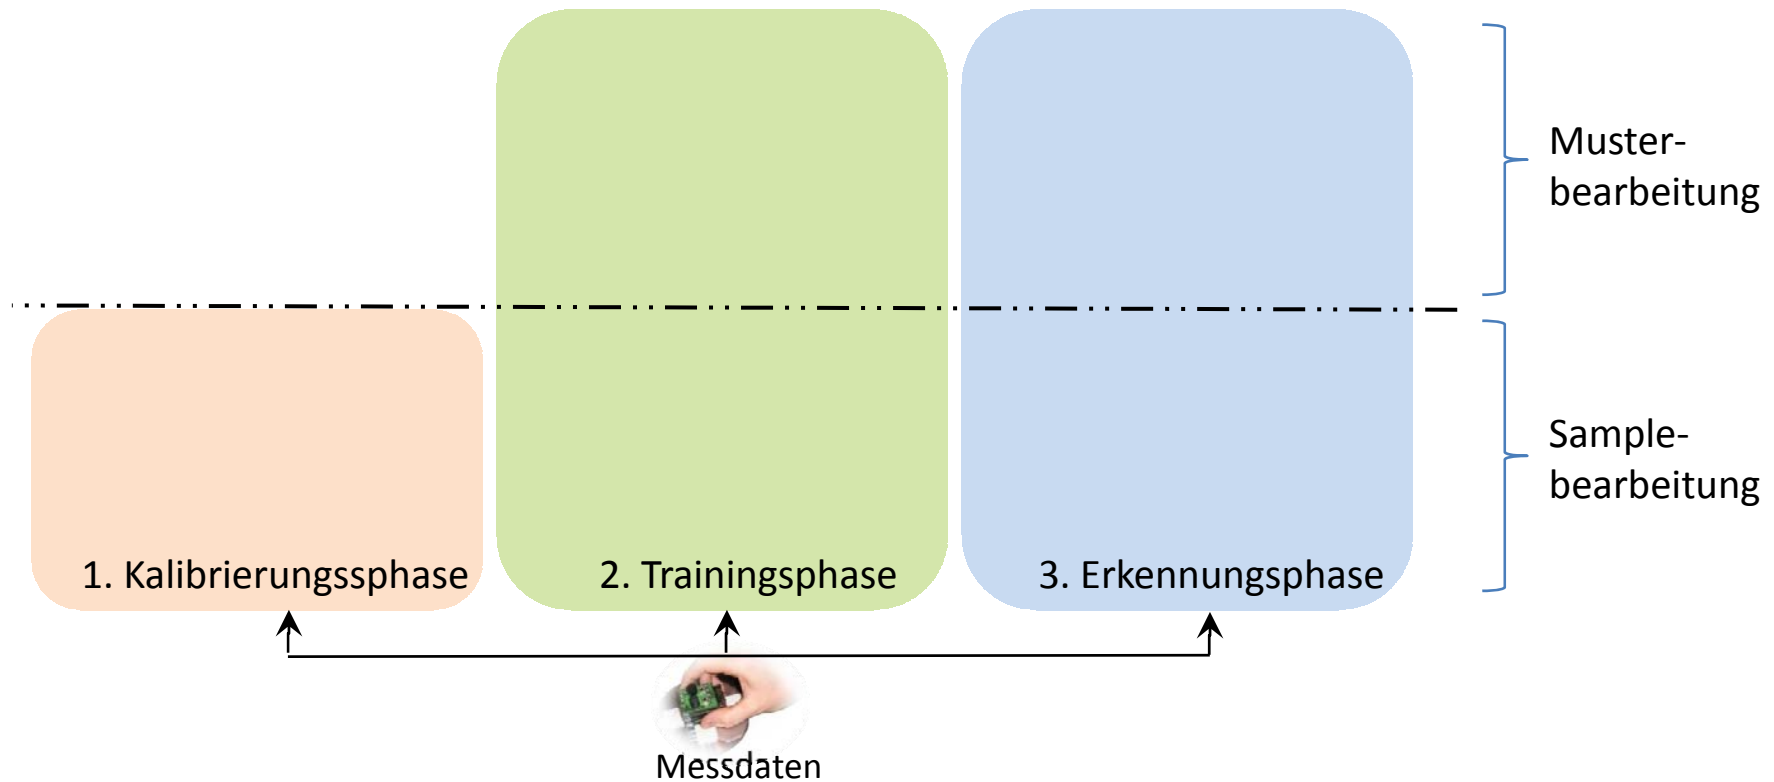 Muster-
bearbeitung
Sample-
bearbeitung
1. Kalibrierungssphase
2. Trainingsphase
3. Erkennungsphase
Messdaten